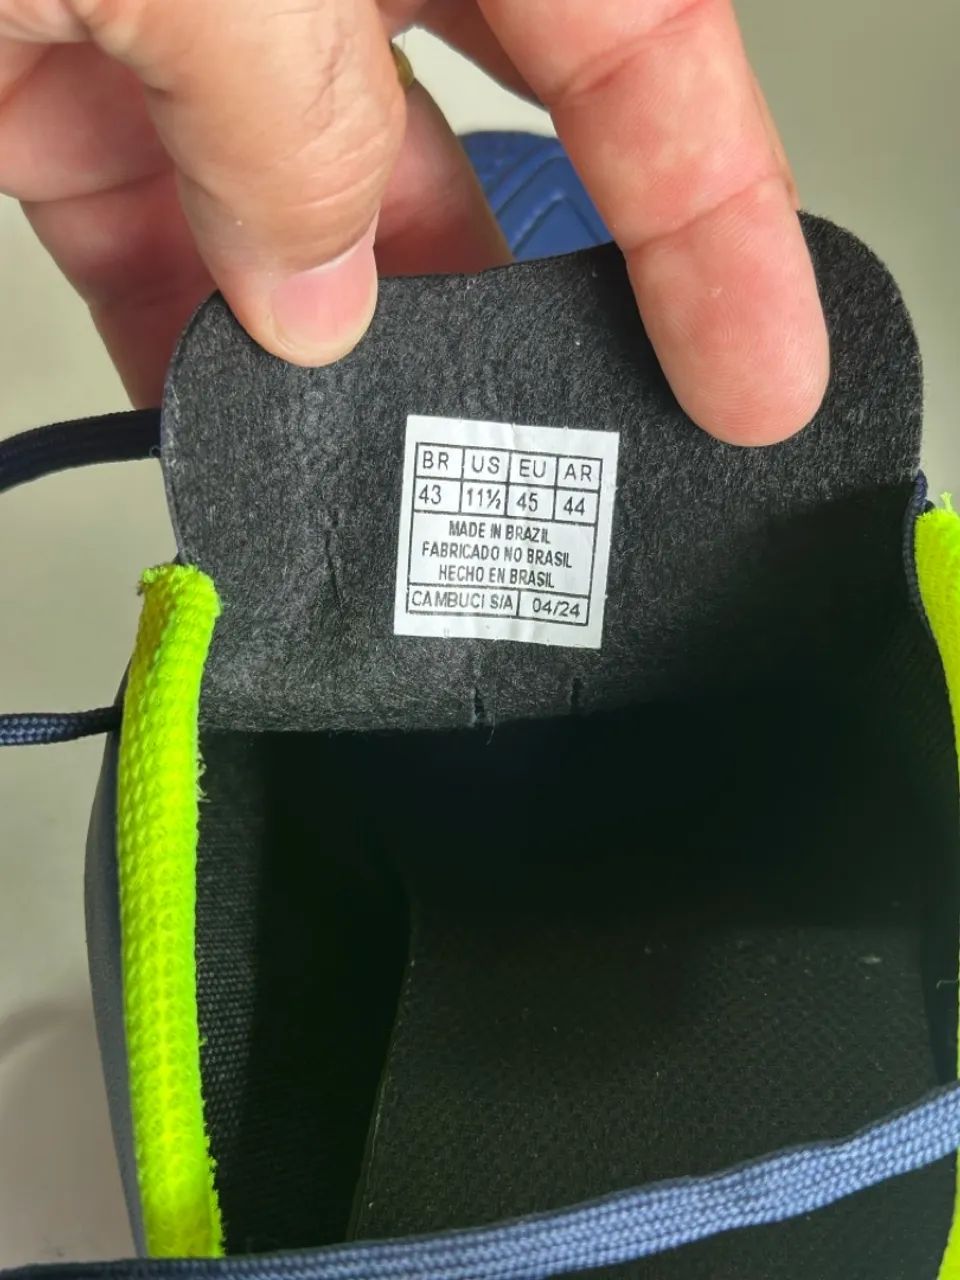 BR US EU AR
43 11½ 45 44
MADE IN BRAZIL
FABRICADO NO BRASIL
HECHO EN BRASIL
CAMBUCI S/A 04/24